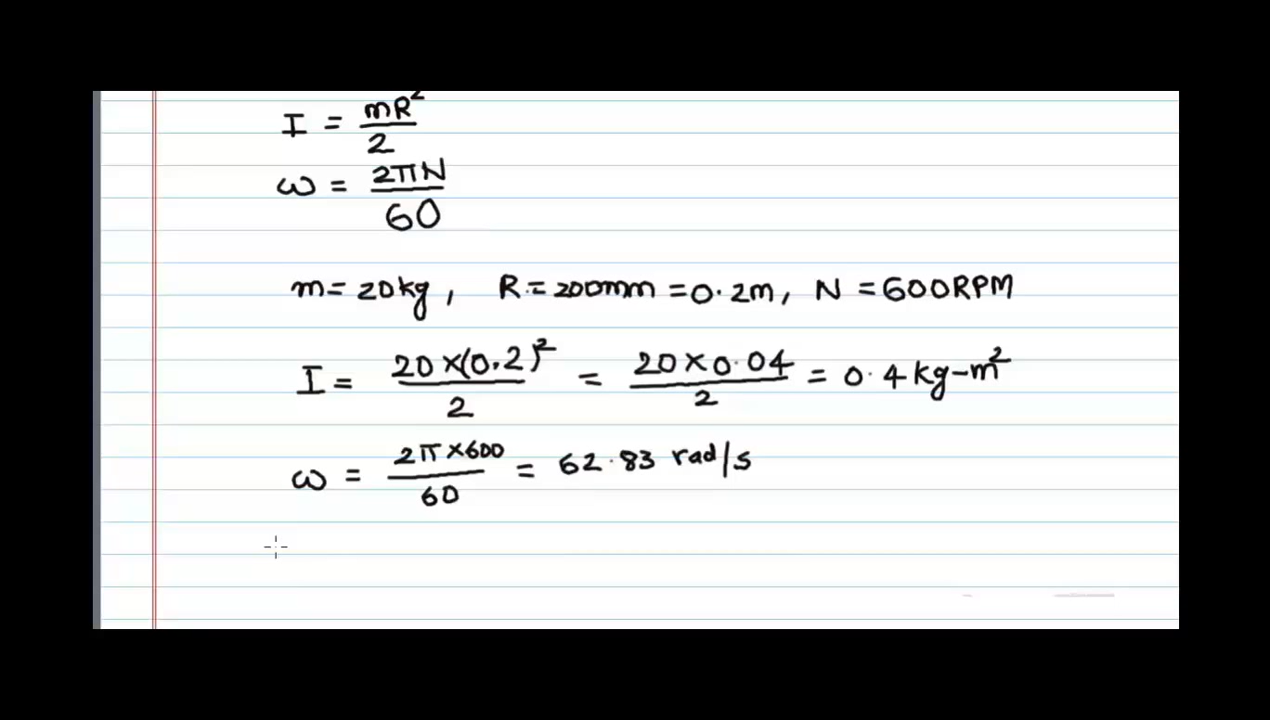 I = mR²/2
ω = 2πN/60
m= 20kg, R=200mm =0.2m, N =600RPM
I = 20×(0.2)²/2 = 20×0.04/2 = 0.4 kg-m²
ω = 2π×600/60 = 62.83 rad/s